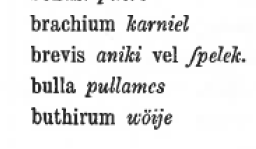 brachium karniel
brevis aniki vel ſpelek.
bulla pullames
buthirum wöije